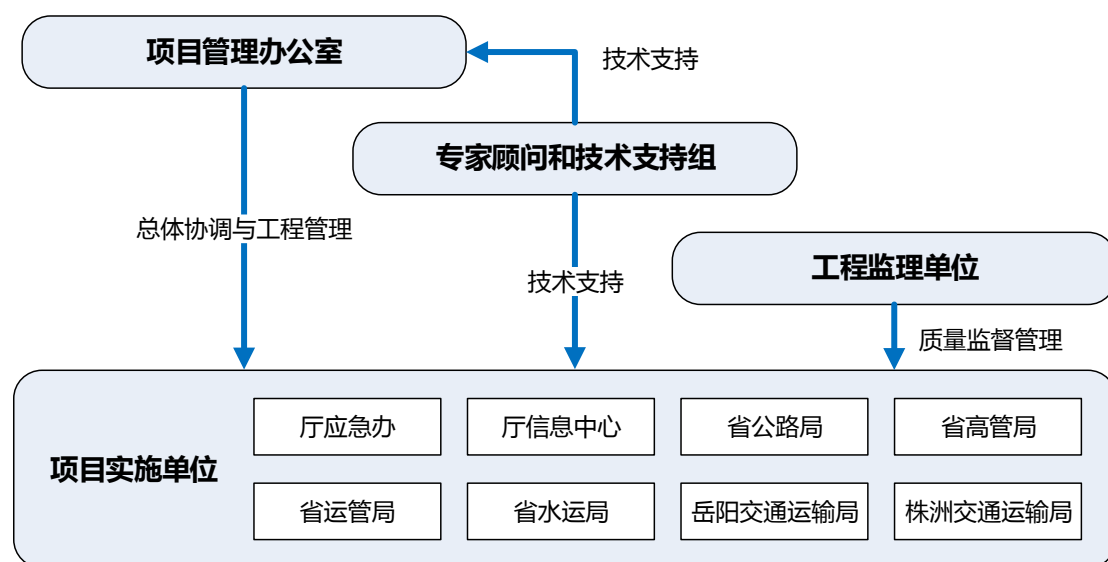 项目管理办公室
技术支持
专家顾问和技术支持组
总体协调与工程管理
工程监理单位
技术支持
质量监督管理
项目实施单位
厅应急办
厅信息中心
省公路局
省高管局
省运管局
省水运局
岳阳交通运输局
株洲交通运输局